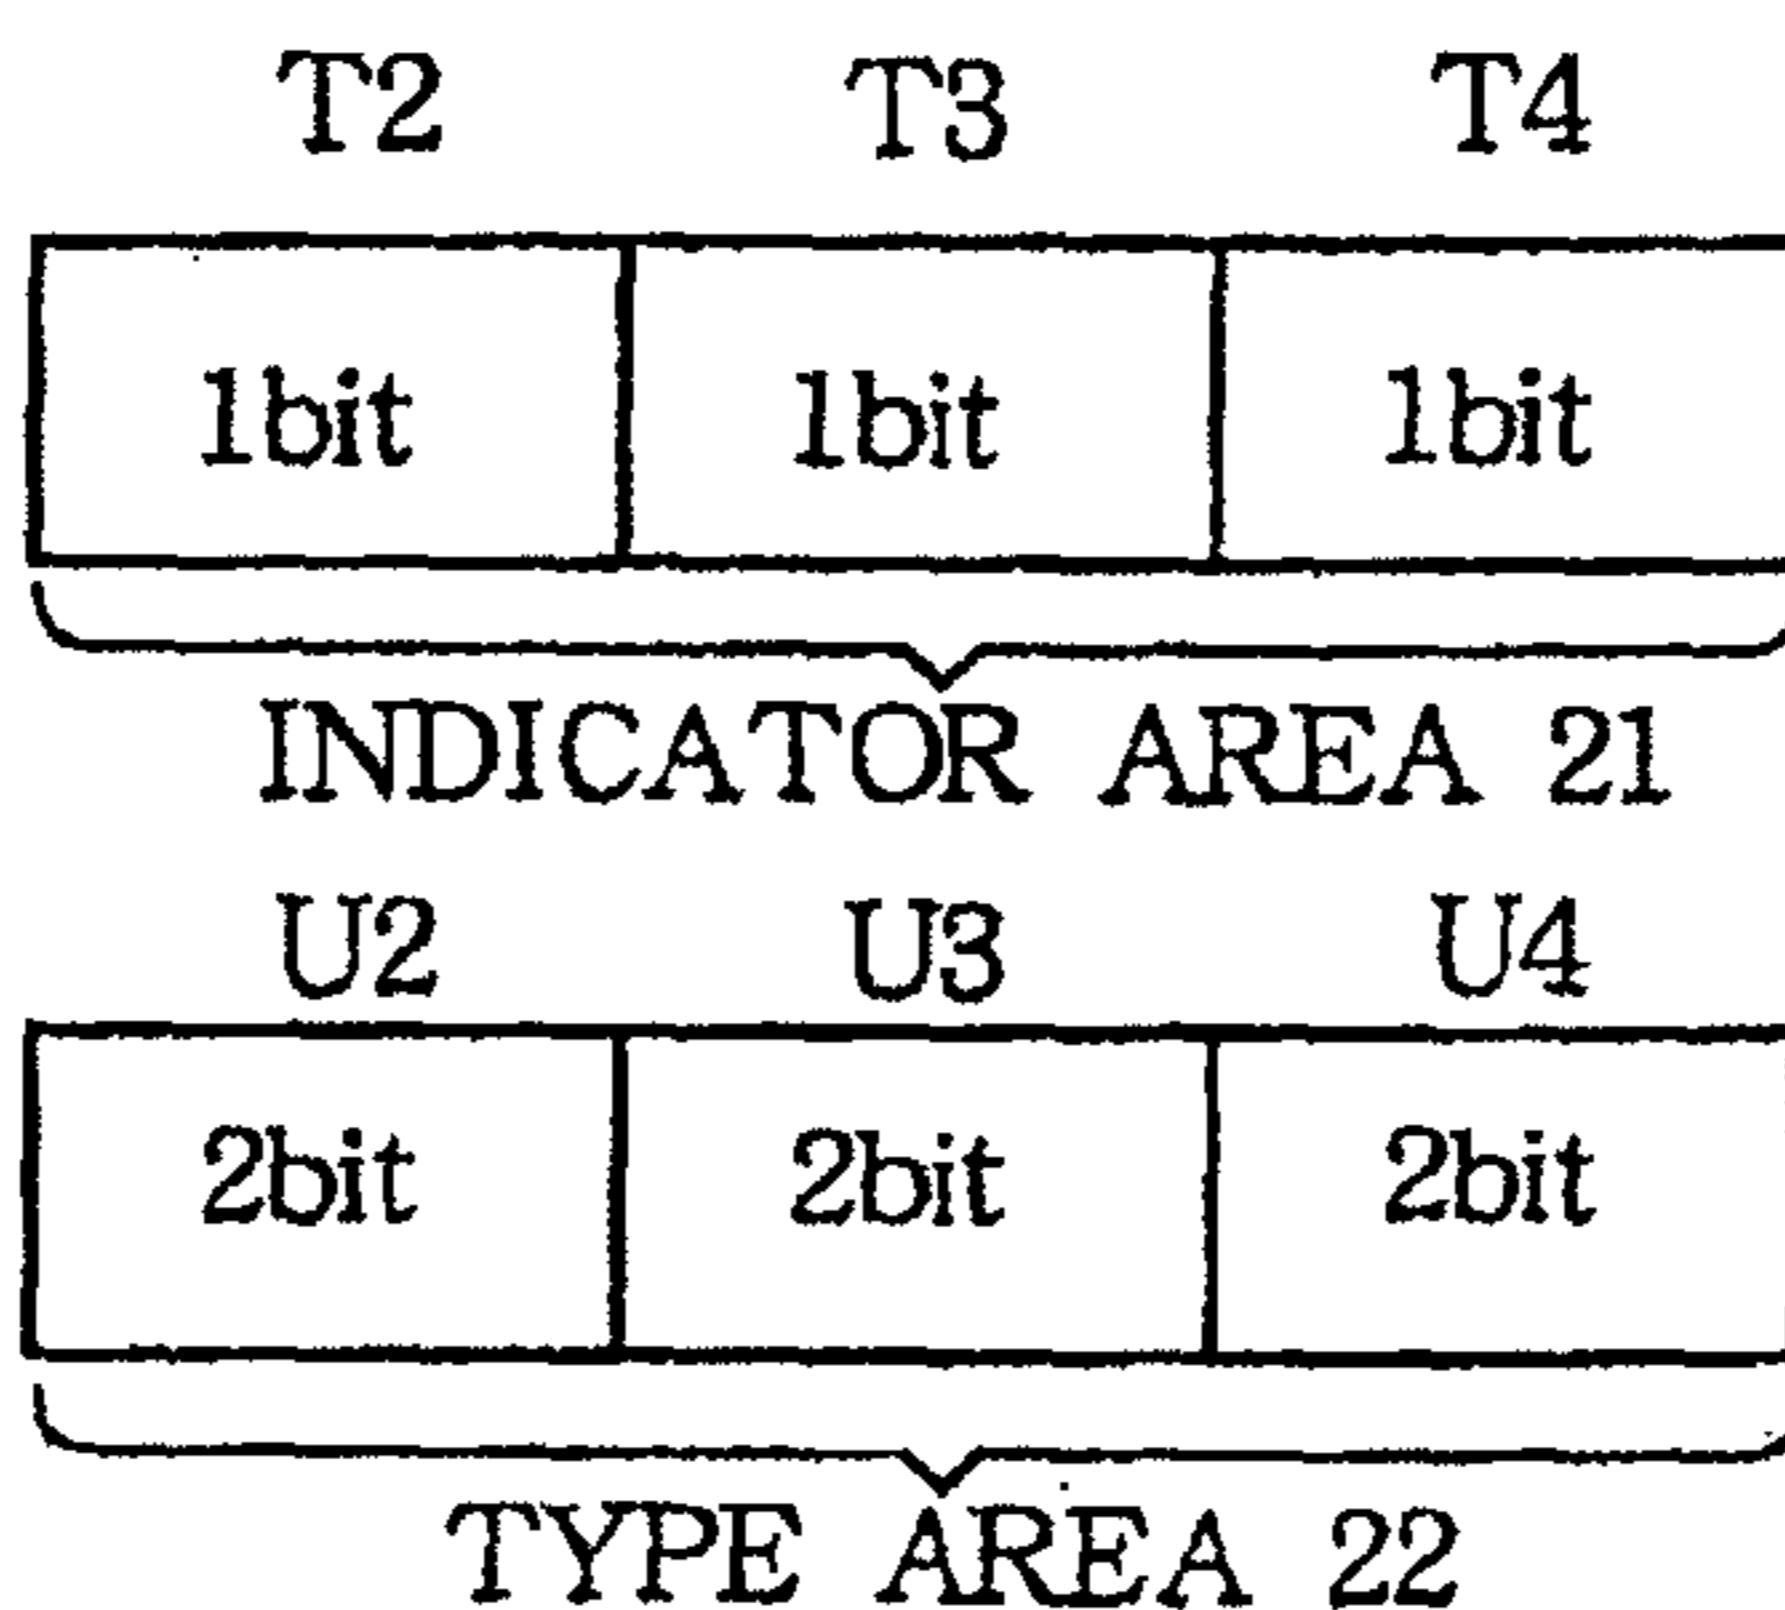 T2 T3 T4
1bit 1bit 1bit
INDICATOR AREA 21
U2 U3 U4
2bit 2bit 2bit
TYPE AREA 22